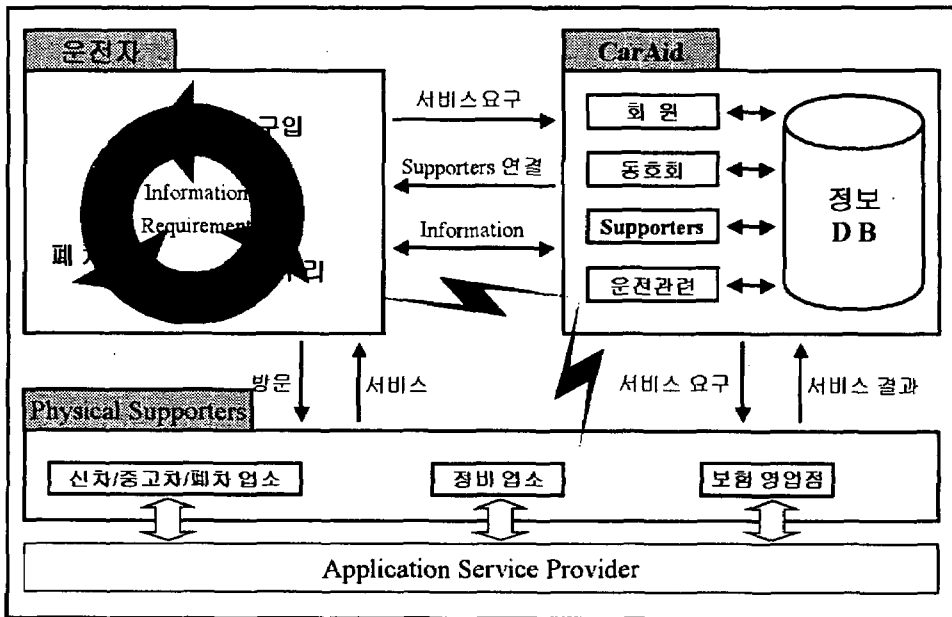 운전자
CarAid
구입
Information
Requirement
폐
리
서비스요구
Supporters 연결
Information
회 원
동호회
Supporters
운전관련
정보
D B
방문
서비스
서비스 요구
서비스 결과
Physical Supporters
신차/중고차/폐차 업소
정비 업소
보험 영업점
Application Service Provider